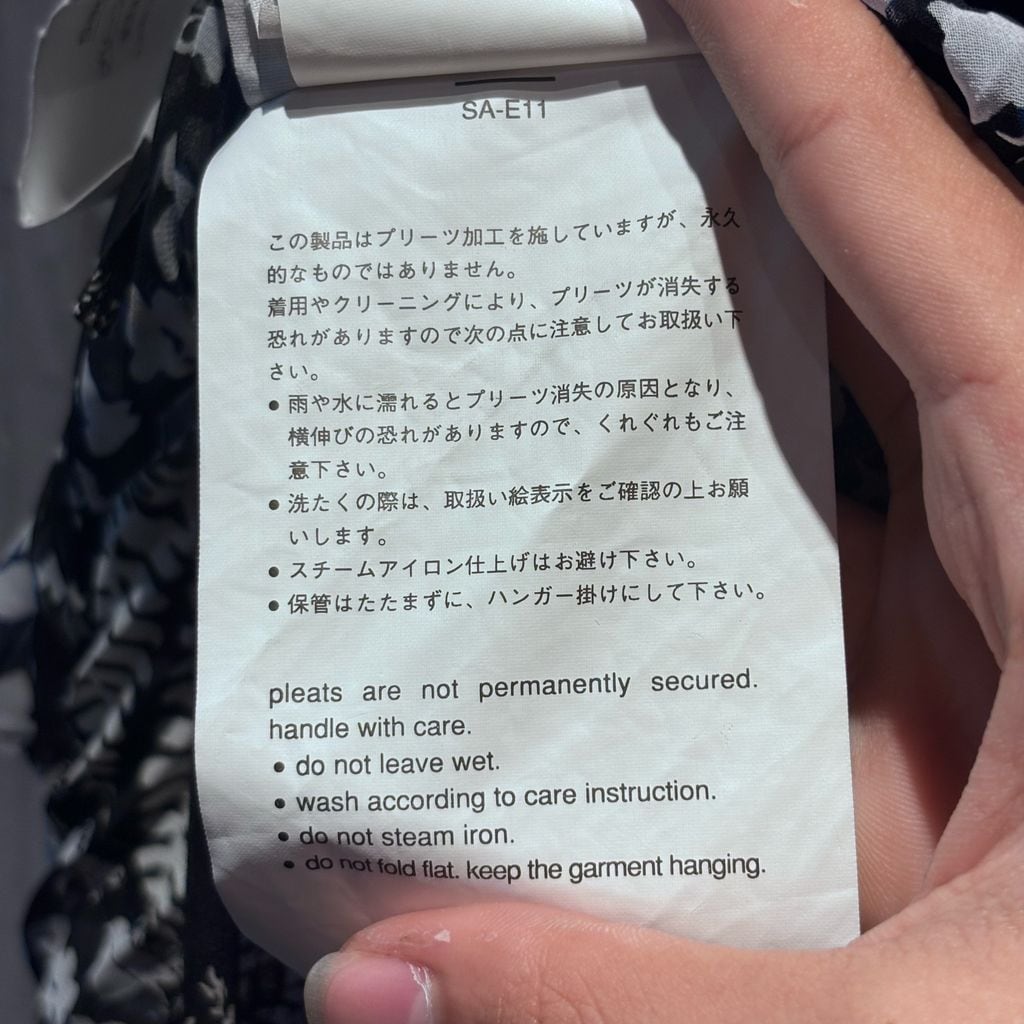 SA-E11
この製品はプリーツ加工を施していますが、永久
的なものではありません。
着用やクリーニングにより、プリーツが消失する
恐れがありますので次の点に注意してお取扱い下
さい。
●雨や水に濡れるとプリーツ消失の原因となり、
横伸びの恐れがありますので、くれぐれもご注
意下さい。
●洗たくの際は、取扱い絵表示をご確認の上お願
いします。
●スチームアイロン仕上げはお避け下さい。
●保管はたたまずに、ハンガー掛けにして下さい。
pleats are not permanently secured.
handle with care.
• do not leave wet.
• wash according to care instruction.
• do not steam iron.
• do not fold flat. keep the garment hanging.